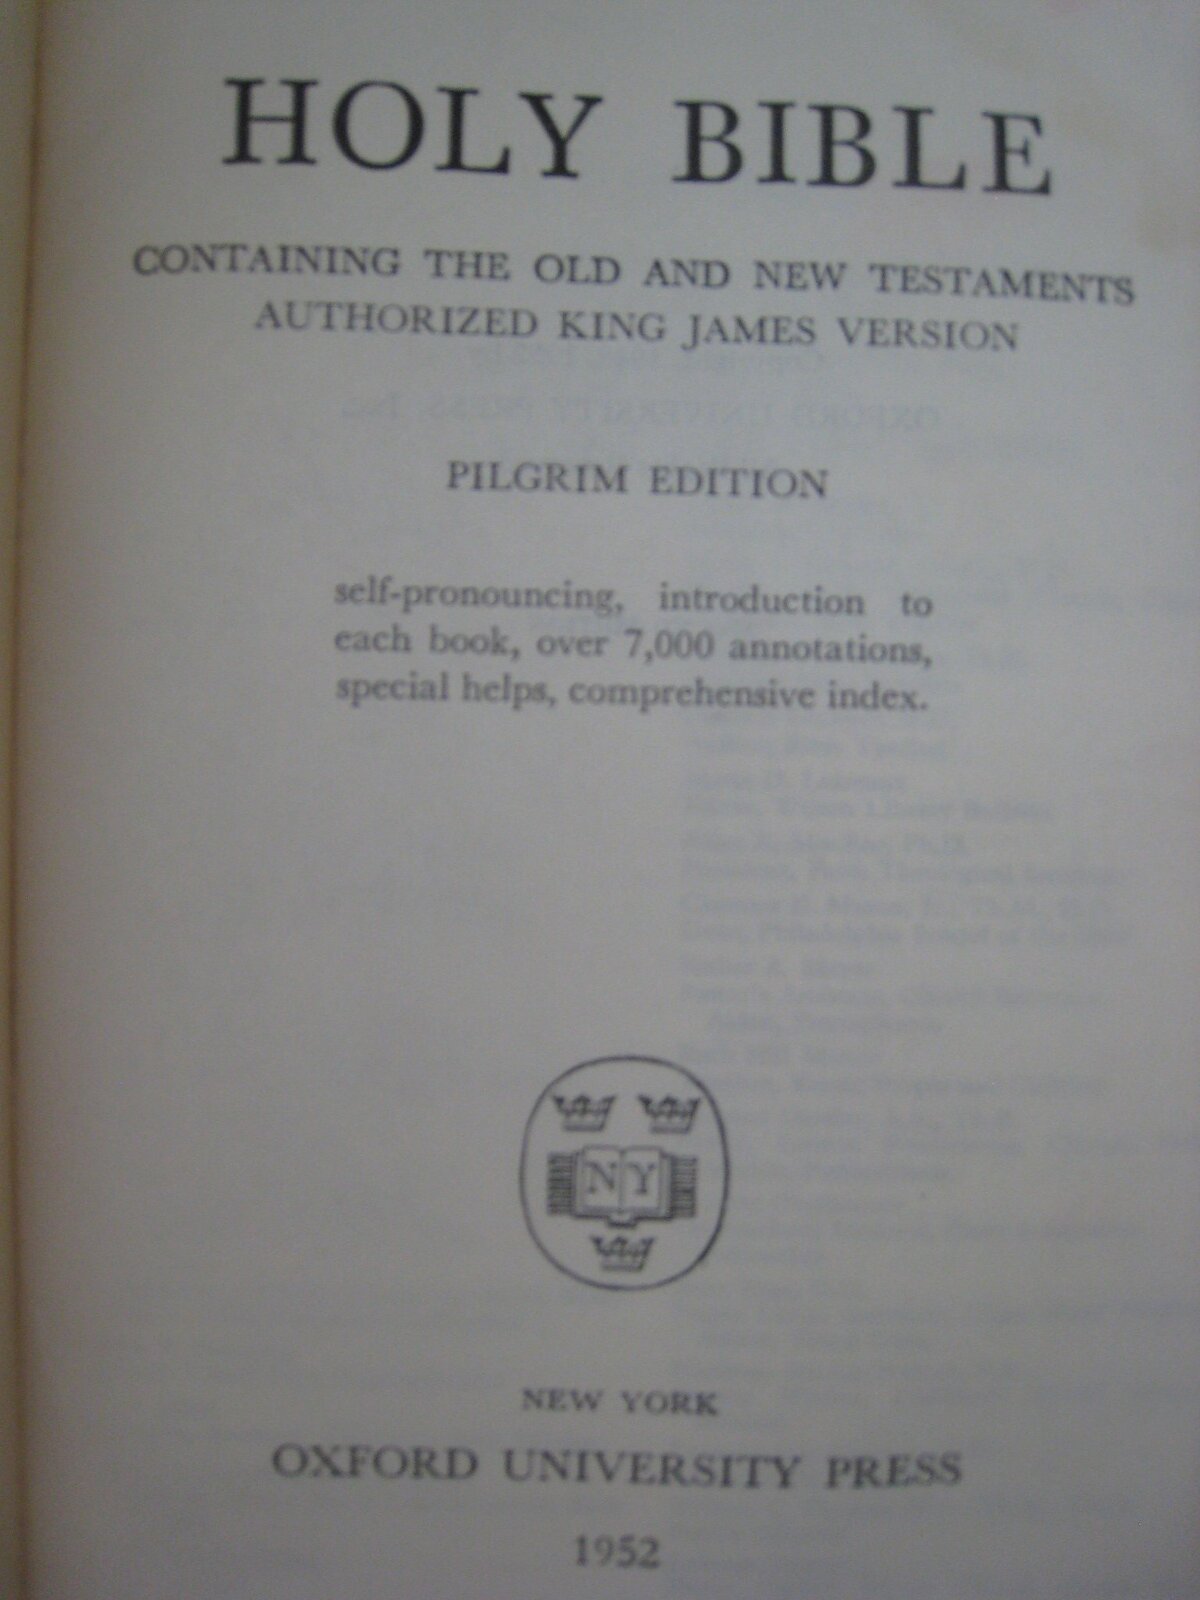 HOLY BIBLE
CONTAINING THE OLD AND NEW TESTAMENTS
AUTHORIZED KING JAMES VERSION
PILGRIM EDITION
self-pronouncing, introduction to
each book, over 7,000 annotations,
special helps, comprehensive index.
NY
NEW YORK
OXFORD UNIVERSITY PRESS
1952